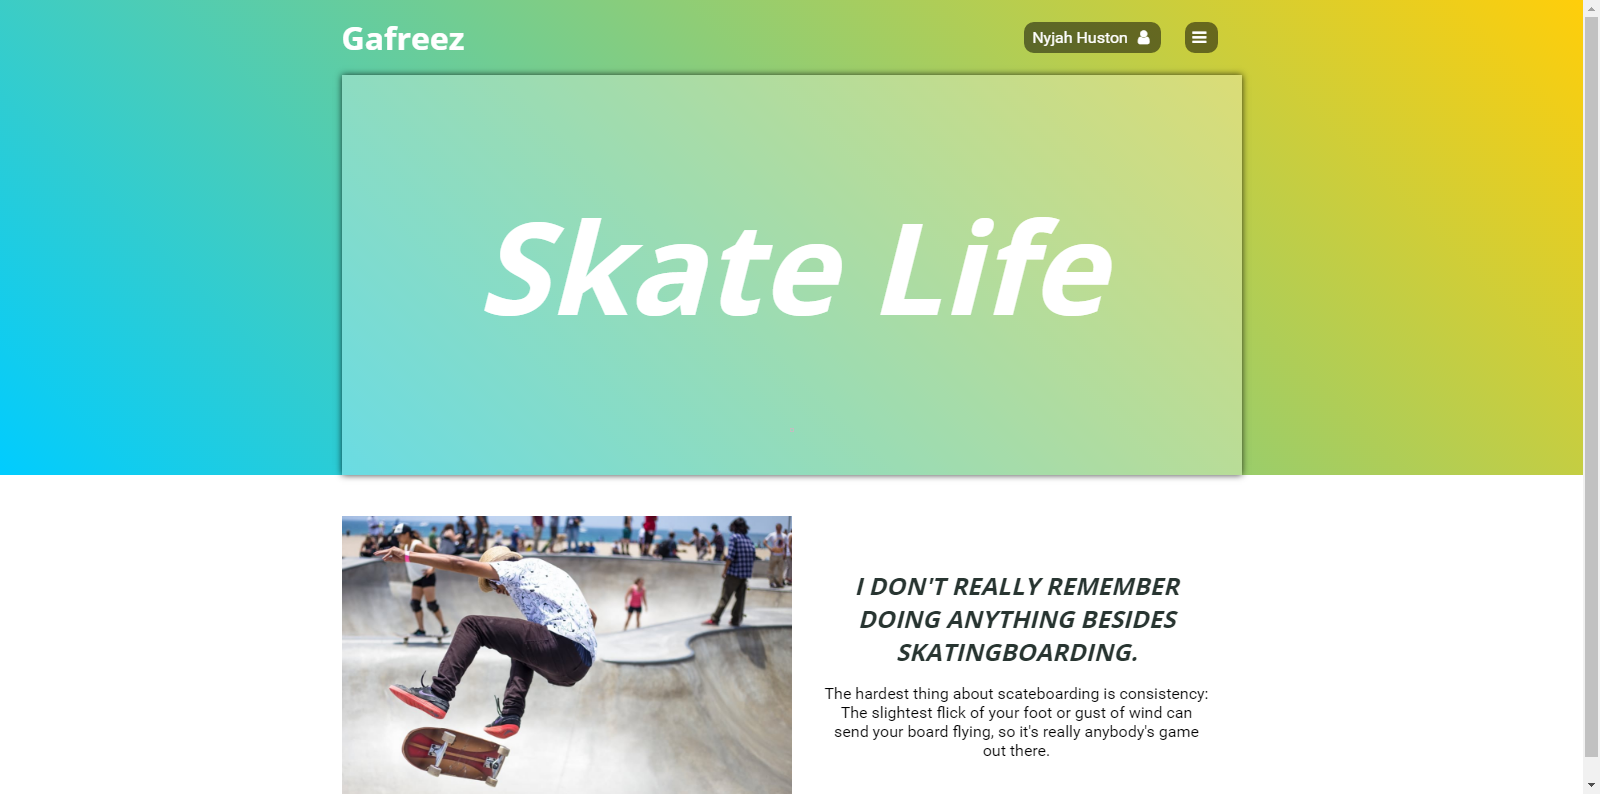 Gafreez
Nyjah Huston
Skate Life
I DON'T REALLY REMEMBER
DOING ANYTHING BESIDES
SKATINGBOARDING.
The hardest thing about scateboarding is consistency:
The slightest flick of your foot or gust of wind can
send your board flying, so it's really anybody's game
out there.